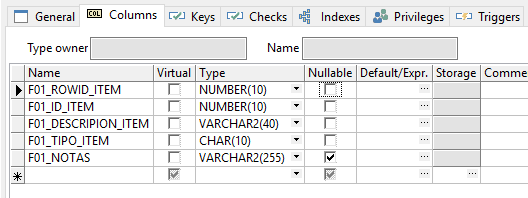 General Columns Keys Checks Indexes Privileges Triggers
Type owner Name
Name Virtual Type Nullable Default/Expr. Storage Comme
F01_ROWID_ITEM NUMBER(10)
F01_ID_ITEM NUMBER(10)
F01_DESCRIPION_ITEM VARCHAR2(40)
F01_TIPO_ITEM CHAR(10)
F01_NOTAS VARCHAR2(255)